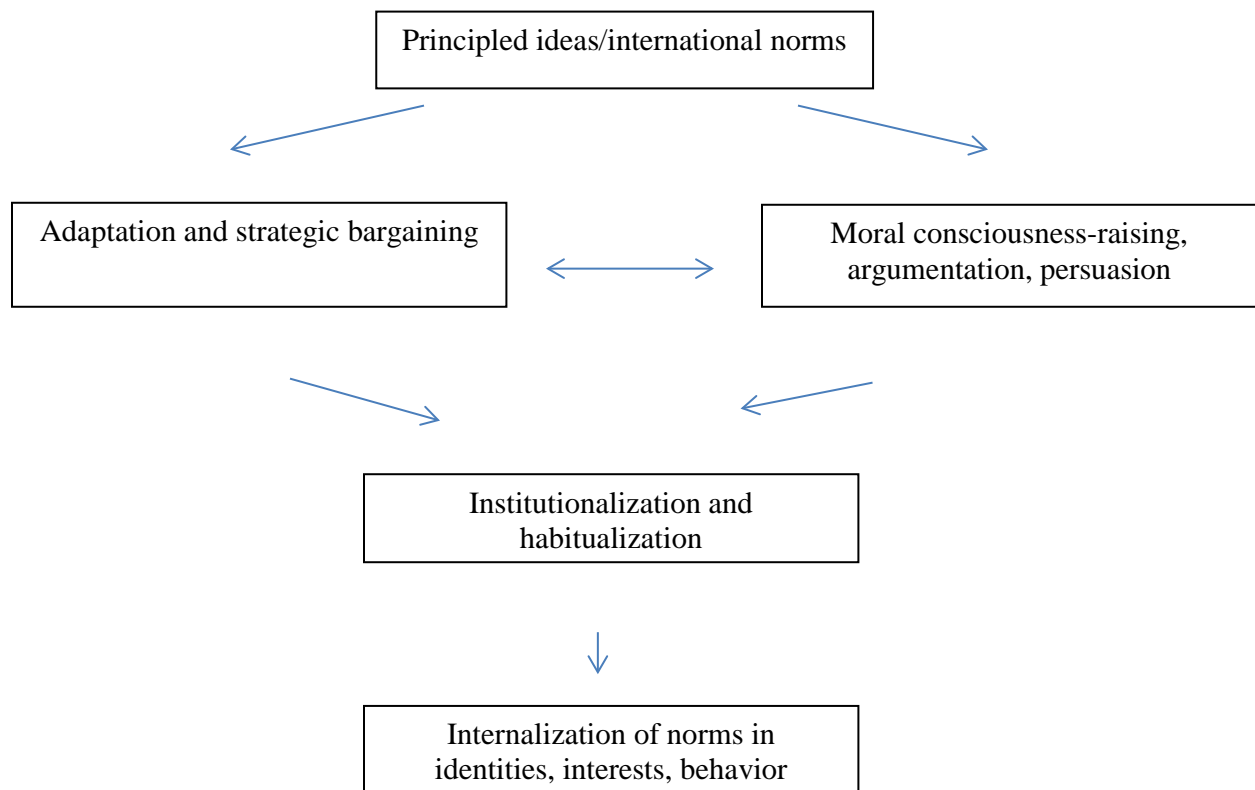 Principled ideas/international norms
Adaptation and strategic bargaining
Moral consciousness-raising,
argumentation, persuasion
Institutionalization and
habitualization
Internalization of norms in
identities, interests, behavior